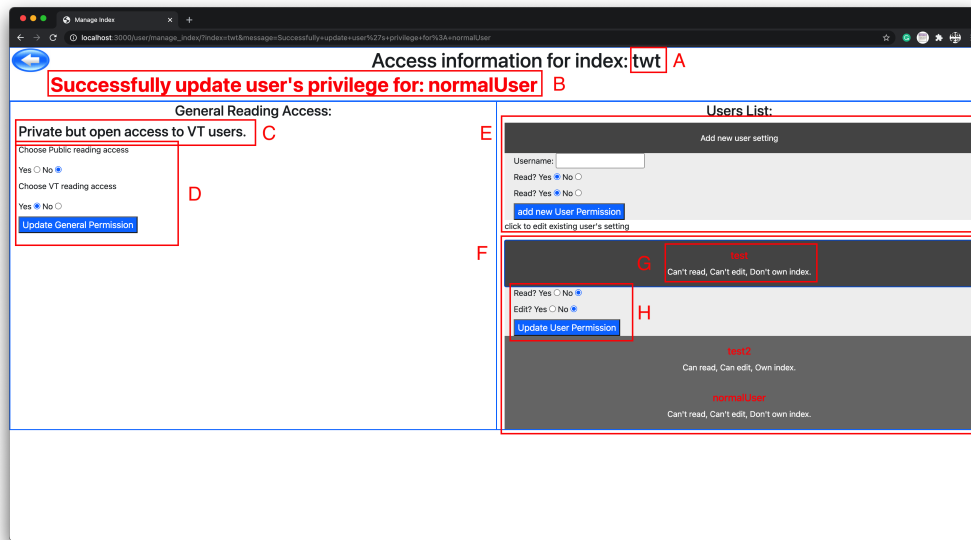 Manage Index
localhost:3000/user/manage_index/?index=twt&message=Successfully+update+user%27s+privilege+for%3A+normalUser
Access information for index: twt A
Successfully update user's privilege for: normalUser B
General Reading Access:
Private but open access to VT users. C
Choose Public reading access
Yes No
D
Choose VT reading access
Yes No
Update General Permission
Users List:
E
Add new user setting
Username:
Read? Yes No
Read? Yes No
add new User Permission
click to edit existing user's setting
F
test
G
Can't read, Can't edit, Don't own index.
Read? Yes No
Edit? Yes No
H
Update User Permission
test2
Can read, Can edit, Own index.
normalUser
Can't read, Can't edit, Don't own index.